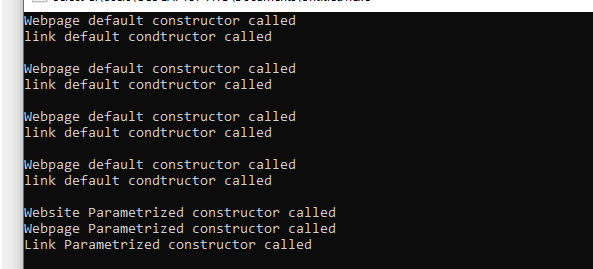 Webpage default constructor called
link default condtructor called
Webpage default constructor called
link default condtructor called
Webpage default constructor called
link default condtructor called
Webpage default constructor called
link default condtructor called
Website Parametrized constructor called
Webpage Parametrized constructor called
Link Parametrized constructor called